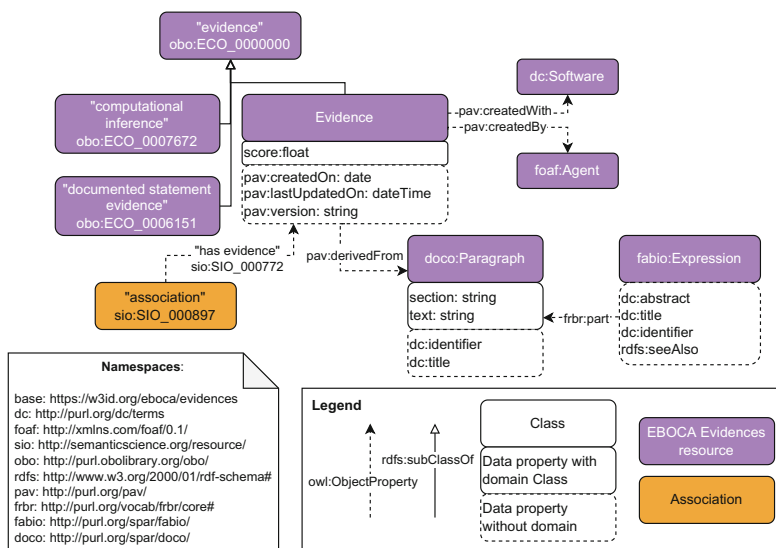 "evidence"
obo:ECO_0000000
"computational
inference"
obo:ECO_0007672
"documented statement
evidence"
obo:ECO_0006151
Evidence
score:float
pav:createdOn: date
pav:lastUpdatedOn: dateTime
pav:version: string
pav:createdWith
pav:createdBy
dc:Software
foaf:Agent
"has evidence"
sio:SIO_000772
pav:derivedFrom
"association"
sio:SIO_000897
doco:Paragraph
section: string
text: string
dc:identifier
dc:title
frbr:part
fabio:Expression
dc:abstract
dc:title
dc:identifier
rdfs:seeAlso
Namespaces:
base: https://w3id.org/eboca/evidences
dc: http://purl.org/dc/terms
foaf: http://xmlns.com/foaf/0.1/
sio: http://semanticscience.org/resource/
obo: http://purl.obolibrary.org/obo/
rdfs: http://www.w3.org/2000/01/rdf-schema#
pav: http://purl.org/pav/
frbr: http://purl.org/vocab/frbr/core#
fabio: http://purl.org/spar/fabio/
doco: http://purl.org/spar/doco/
Legend
owl:ObjectProperty
rdfs:subClassOf
Class
Data property with
domain Class
Data property
without domain
EBOCA Evidences
resource
Association